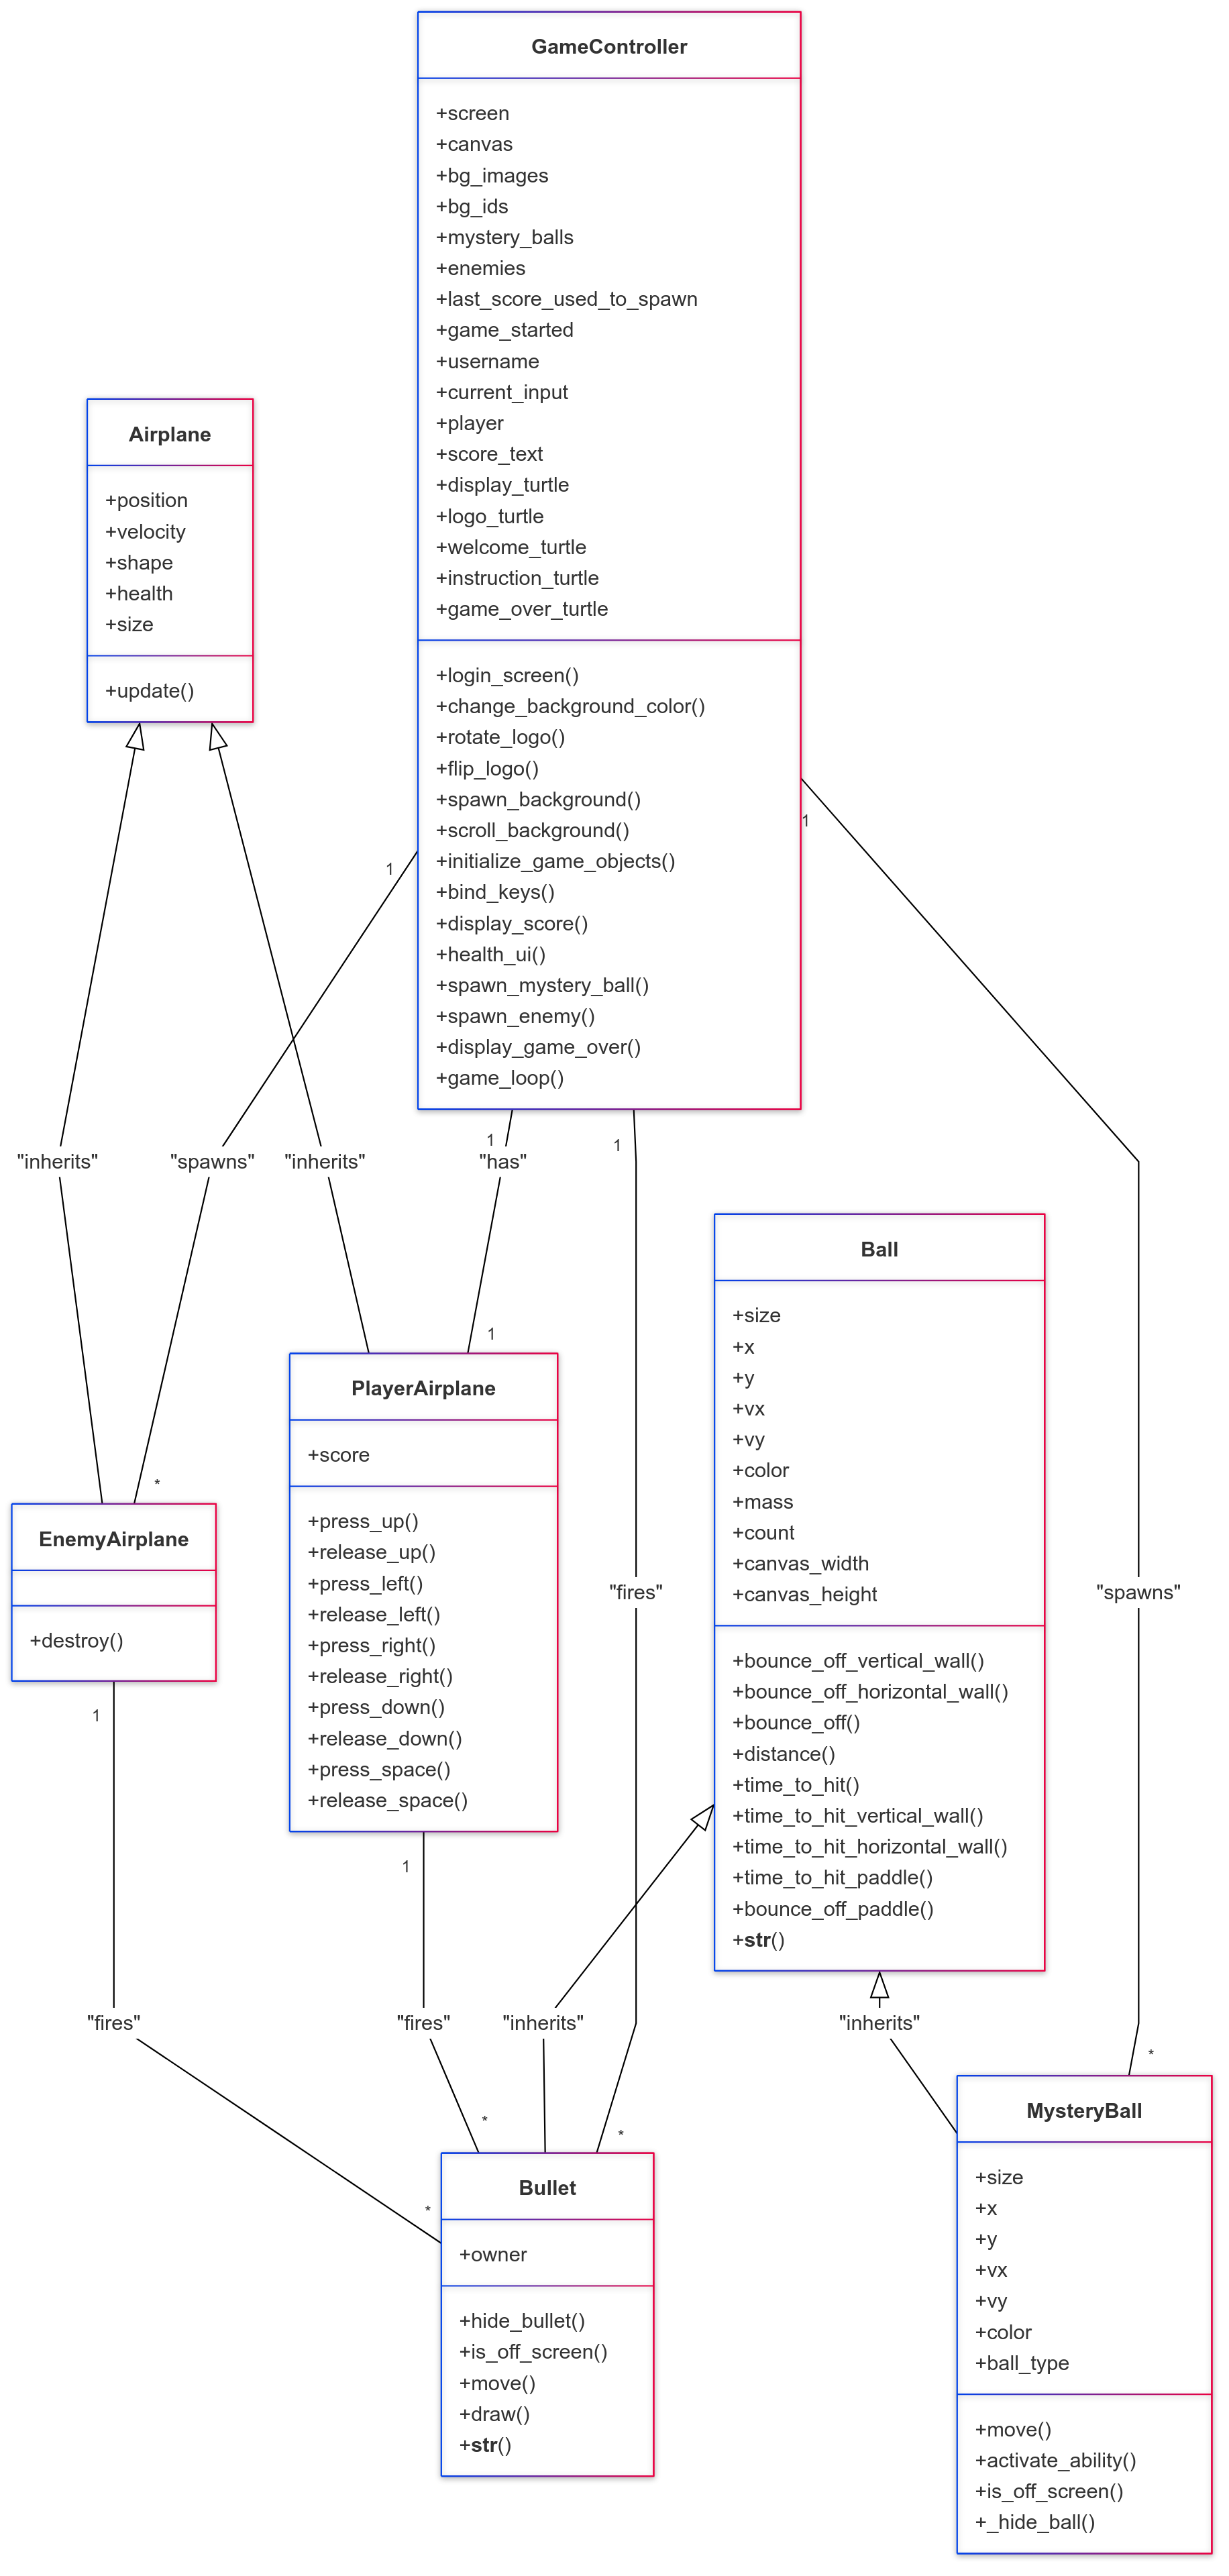 GameController
+screen
+canvas
+bg_images
+bg_ids
+mystery_balls
+enemies
+last_score_used_to_spawn
+game_started
+username
+current_input
+player
+score_text
+display_turtle
+logo_turtle
+welcome_turtle
+instruction_turtle
+game_over_turtle
+login_screen()
+change_background_color()
+rotate_logo()
+flip_logo()
+spawn_background()
+scroll_background()
+initialize_game_objects()
+bind_keys()
+display_score()
+health_ui()
+spawn_mystery_ball()
+spawn_enemy()
+display_game_over()
+game_loop()
Airplane
+position
+velocity
+shape
+health
+size
+update()
1
1
1
1
"inherits"
"spawns"
"inherits"
"has"
1
*
Ball
+size
+x
+y
+vx
+vy
+color
+mass
+count
+canvas_width
+canvas_height
+bounce_off_vertical_wall()
+bounce_off_horizontal_wall()
+bounce_off()
+distance()
+time_to_hit()
+time_to_hit_vertical_wall()
+time_to_hit_horizontal_wall()
+time_to_hit_paddle()
+bounce_off_paddle()
+str()
PlayerAirplane
+score
+press_up()
+release_up()
+press_left()
+release_left()
+press_right()
+release_right()
+press_down()
+release_down()
+press_space()
+release_space()
EnemyAirplane
+destroy()
"fires"
"spawns"
1
1
"fires"
"fires"
"inherits"
"inherits"
*
*
*
*
Bullet
+owner
+hide_bullet()
+is_off_screen()
+move()
+draw()
+str()
MysteryBall
+size
+x
+y
+vx
+vy
+color
+ball_type
+move()
+activate_ability()
+is_off_screen()
+_hide_ball()